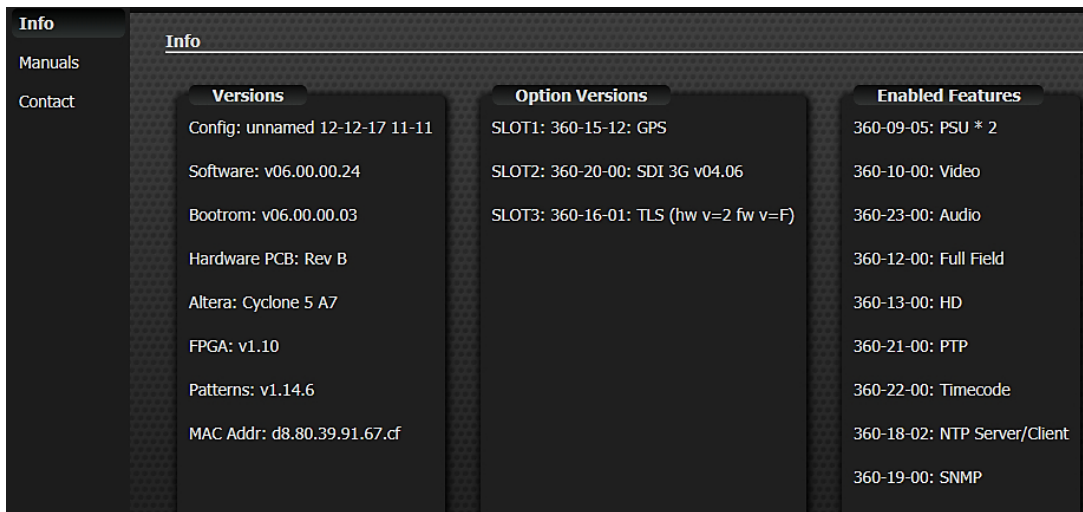 Info
Manuals
Contact
Info
Versions
Config: unnamed 12-12-17 11-11
Software: v06.00.00.24
Bootrom: v06.00.00.03
Hardware PCB: Rev B
Altera: Cyclone 5 A7
FPGA: v1.10
Patterns: v1.14.6
MAC Addr: d8.80.39.91.67.cf
Option Versions
SLOT1: 360-15-12: GPS
SLOT2: 360-20-00: SDI 3G v04.06
SLOT3: 360-16-01: TLS (hw v=2 fw v=F)
Enabled Features
360-09-05: PSU * 2
360-10-00: Video
360-23-00: Audio
360-12-00: Full Field
360-13-00: HD
360-21-00: PTP
360-22-00: Timecode
360-18-02: NTP Server/Client
360-19-00: SNMP